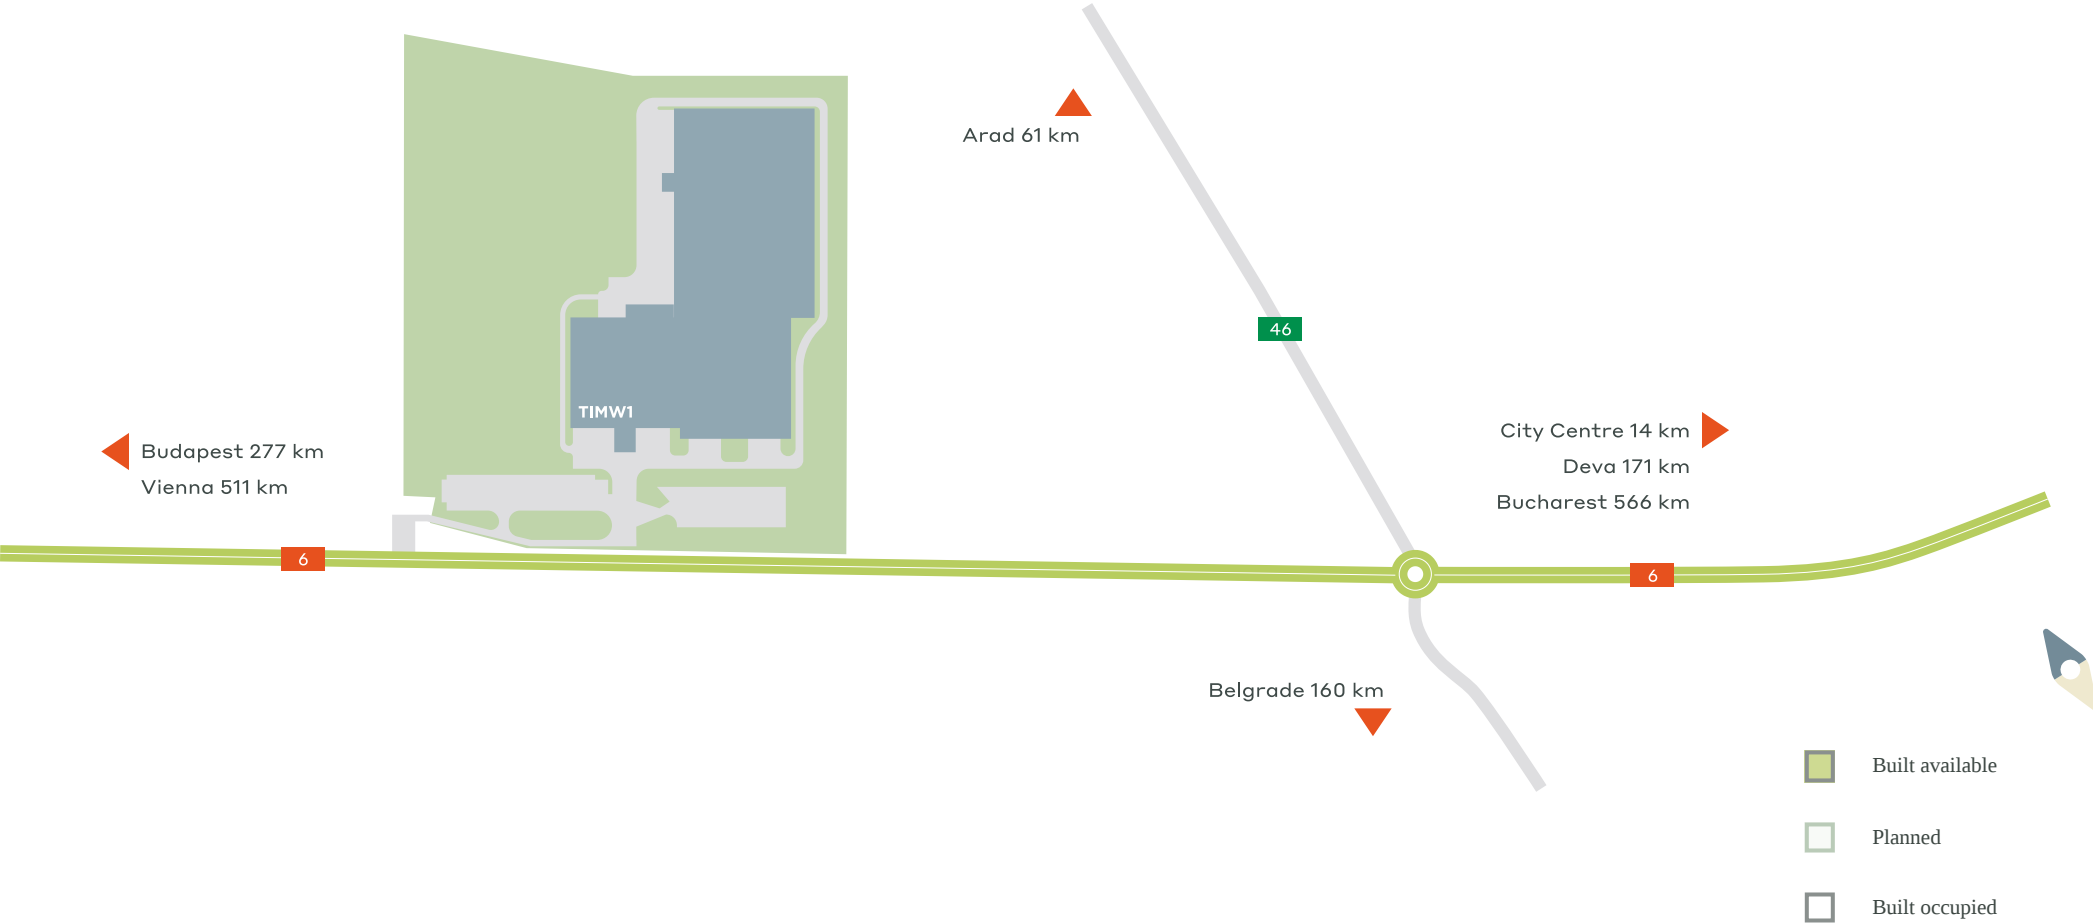 Arad 61 km
46
TIMW1
City Centre 14 km
Deva 171 km
Bucharest 566 km
Budapest 277 km
Vienna 511 km
6
6
Belgrade 160 km
Built available
Planned
Built occupied